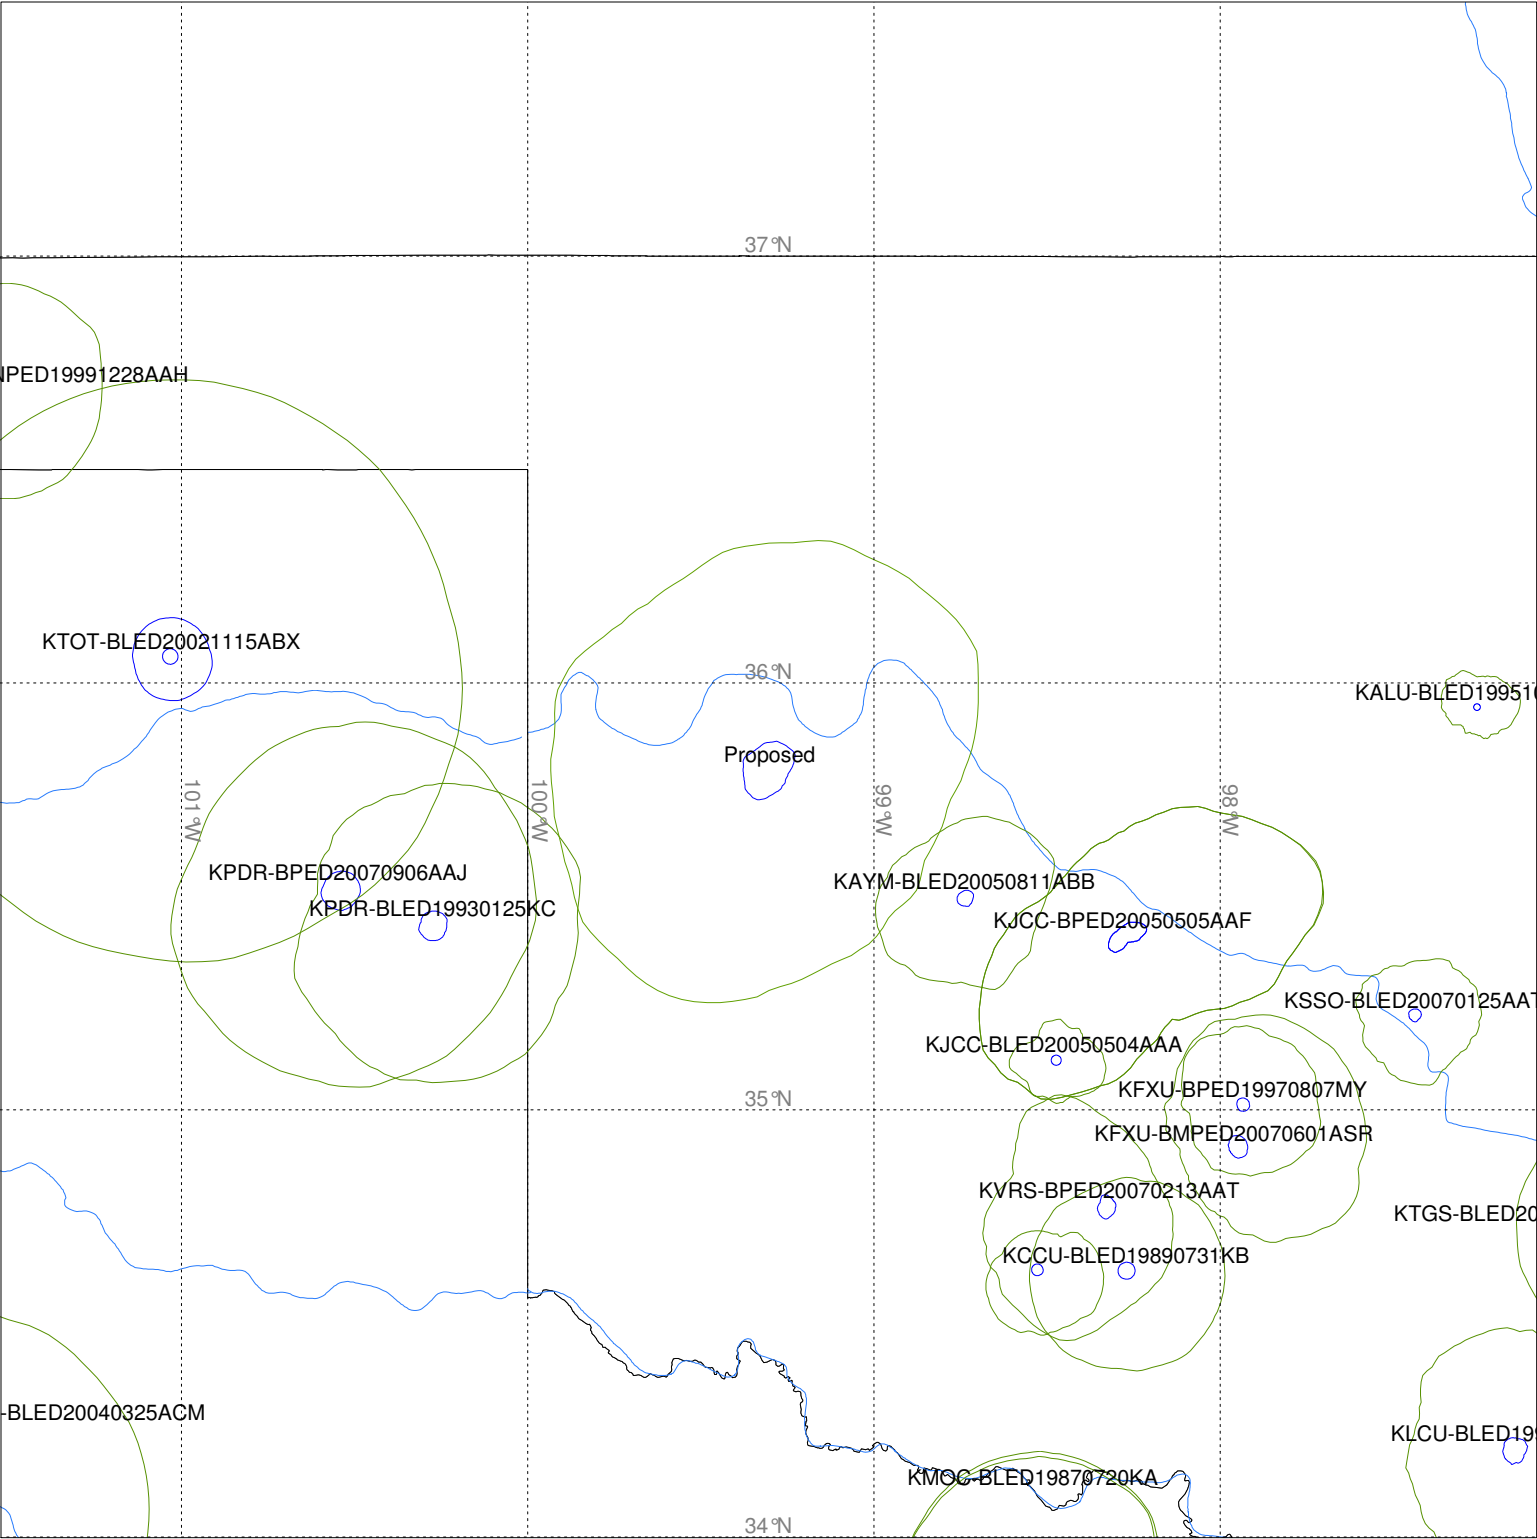 37°N
NPED19991228AAH
KTOT-BLED20021115ABX
36°N
KALU-BLED19951
Proposed
101°W
100°W
99°W
98°W
KPDR-BPED20070906AAJ
KAYM-BLED20050811ABB
KPDR-BLED19930125KC
KJCC-BPED20050505AAF
KSSO-BLED20070125AAT
KJCC-BLED20050504AAA
KFXU-BPED19970807MY
35°N
KFXU-BMPED20070601ASR
KVRS-BPED20070213AAT
KTGS-BLED20
KCCU-BLED19890731KB
-BLED20040325ACM
KLCU-BLED199
KMOC-BLED19870720KA
34°N